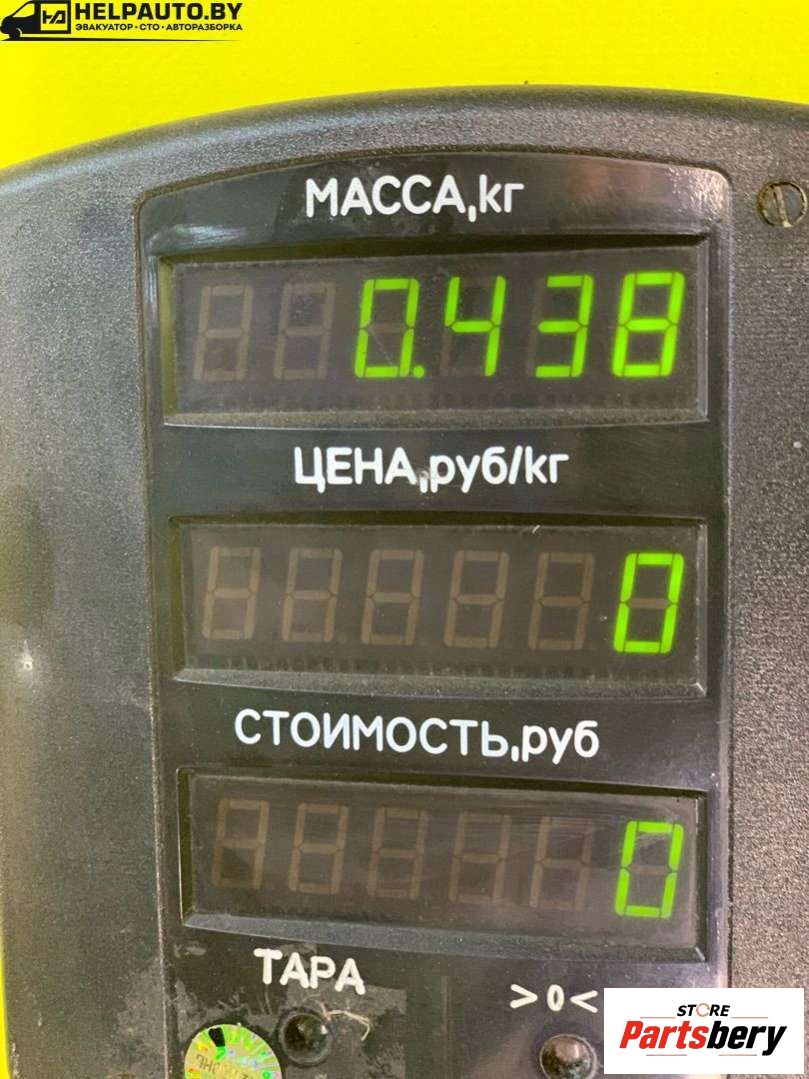 HELPAUTO.BY
ЭВАКУАТОР • СТО • АВТОРАЗБОРКА
МАССА,кг
0.438
ЦЕНА,руб/кг
0
СТОИМОСТЬ,руб
0
ТАРА
>0<
STORE
Partsbery